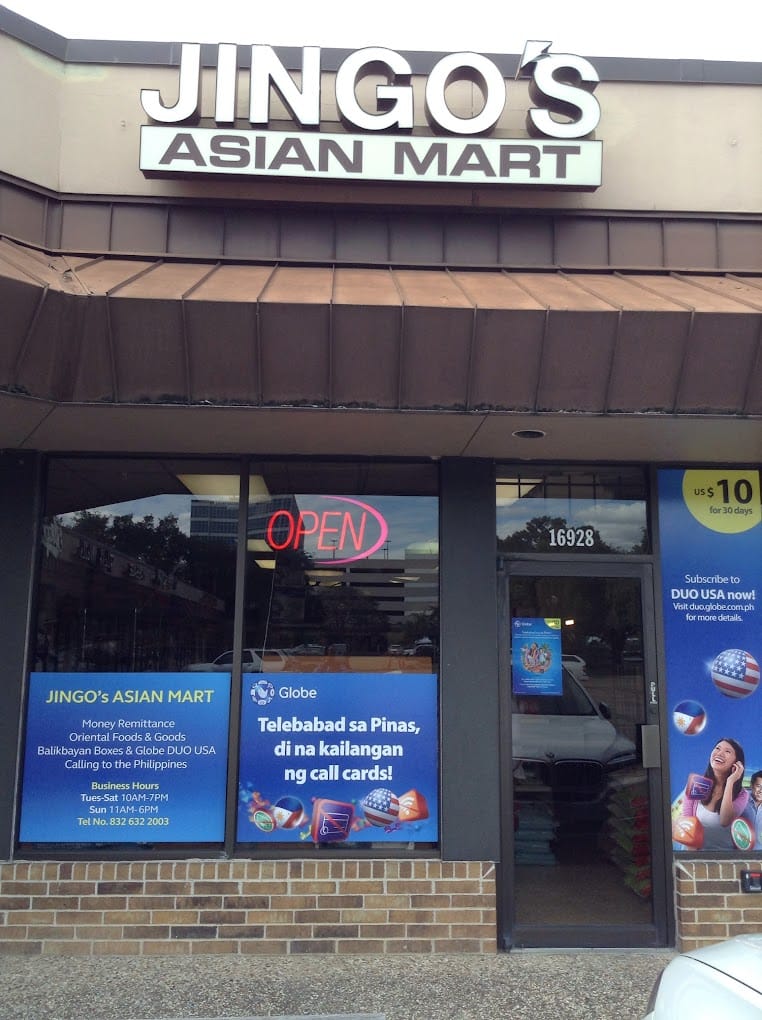 JINGO'S
ASIAN MART
OPEN
16928
US $ 10
for 30 days
Subscribe to
DUO USA now!
Visit duo.globe.com.ph
for more details.
Globe
JINGO's ASIAN MART
Money Remittance
Oriental Foods & Goods
Balikbayan Boxes & Globe DUO USA
Calling to the Philippines
Business Hours
Tues-Sat 10AM-7PM
Sun 11AM-6PM
Tel No. 832 632 2003
Globe
Telebabad sa Pinas,
di na kailangan
ng call cards!